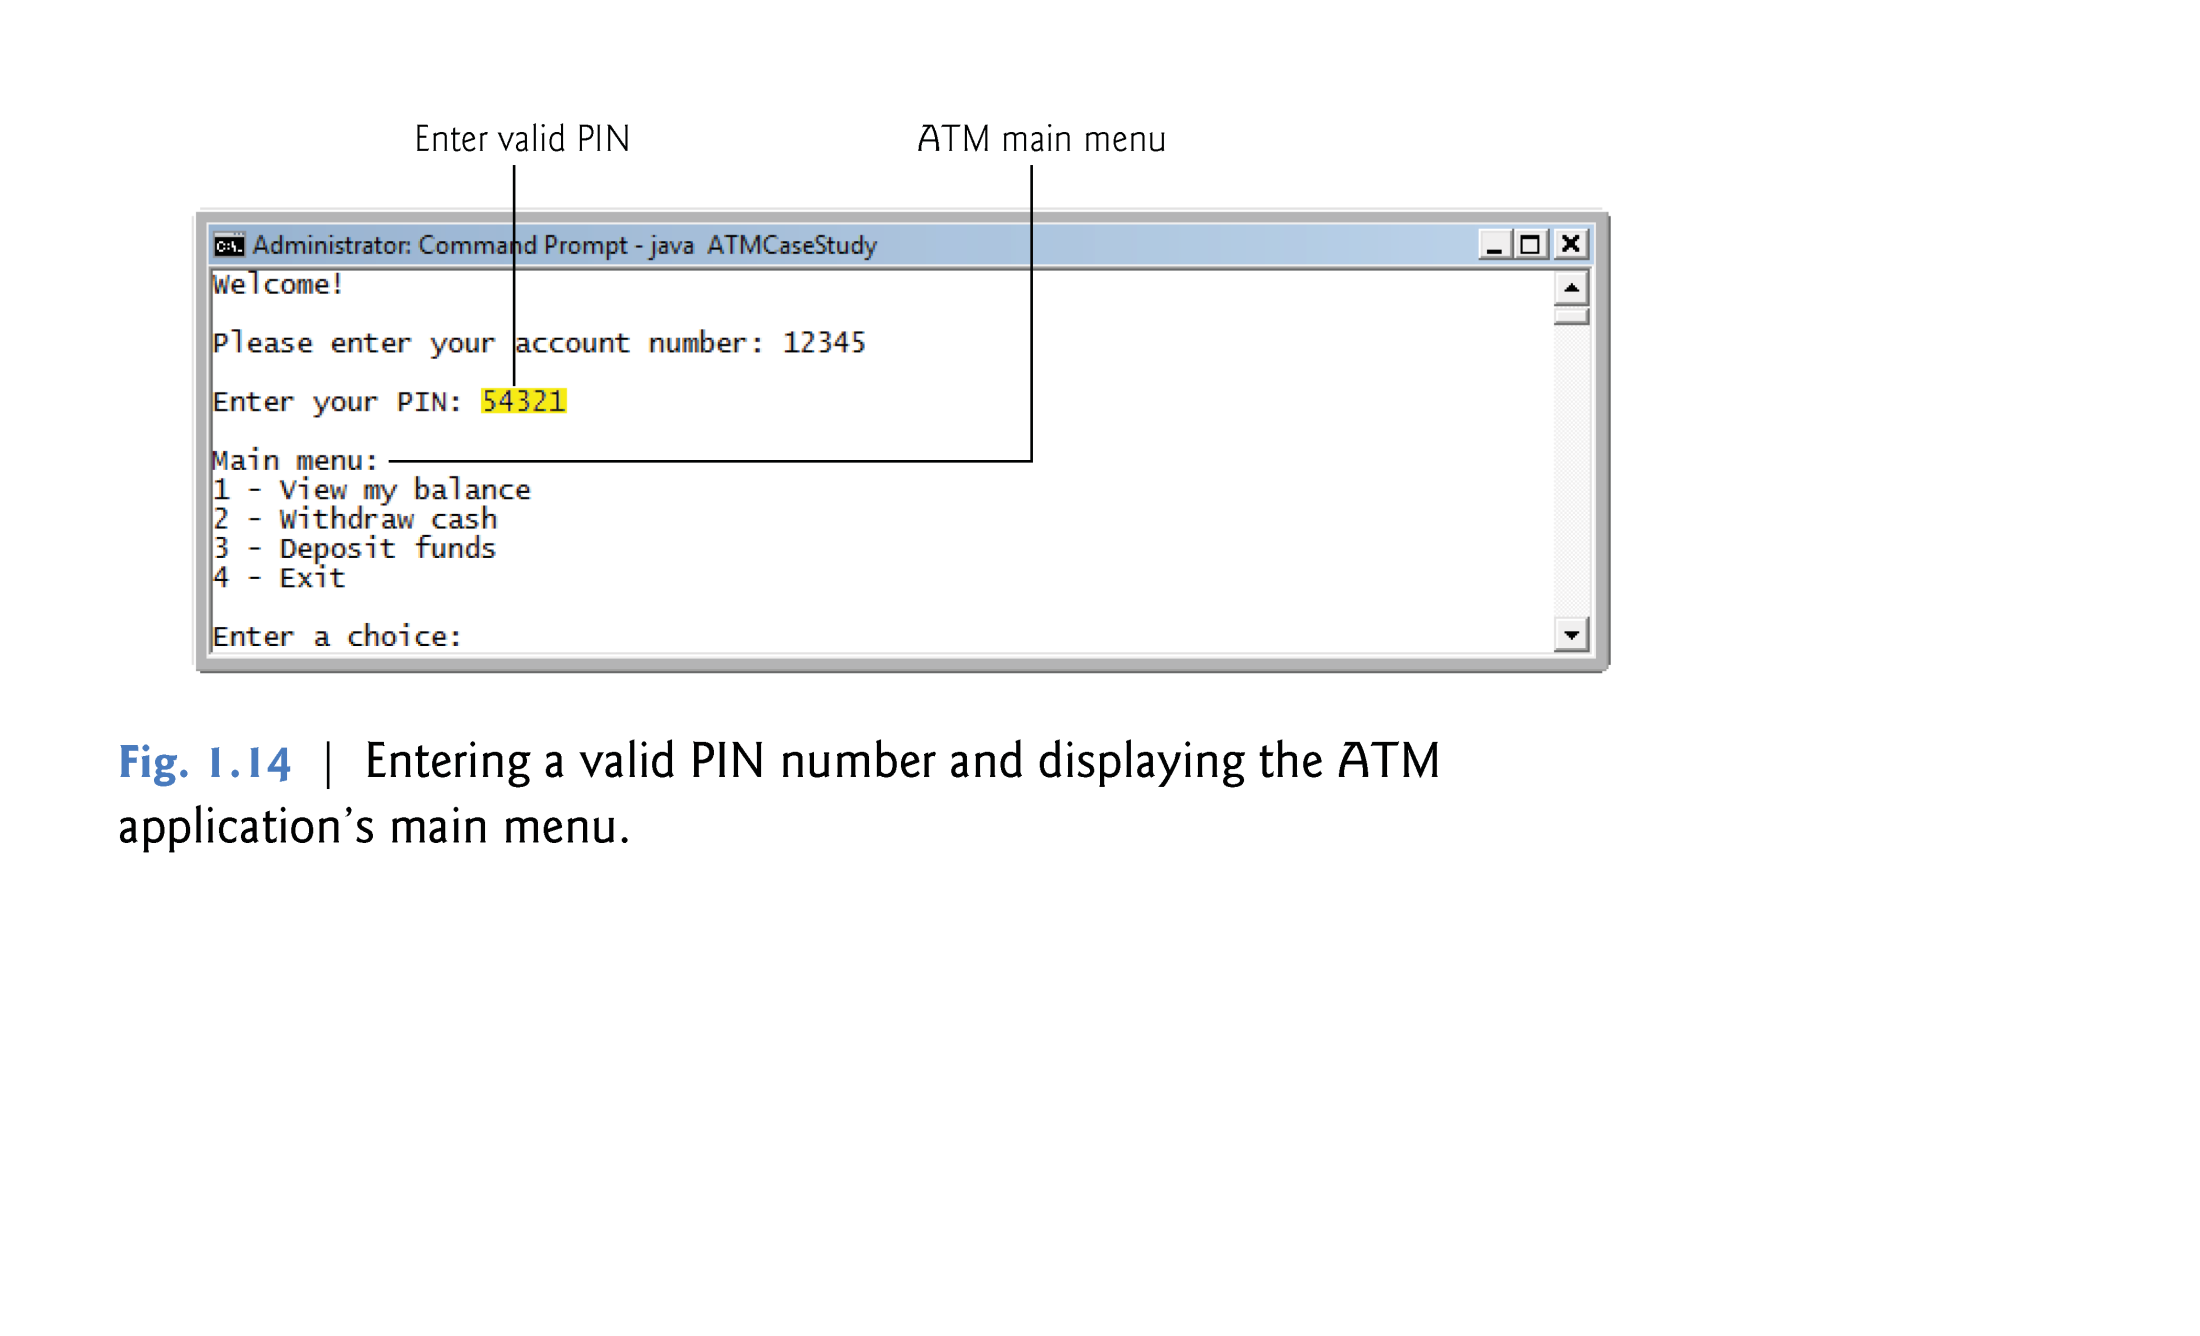 Enter valid PIN
ATM main menu
Administrator: Command Prompt - java  ATMCaseStudy
Welcome!
Please enter your account number: 12345
Enter your PIN: 54321
Main menu:
1 - View my balance
2 - Withdraw cash
3 - Deposit funds
4 - Exit
Enter a choice:
Fig. 1.14 | Entering a valid PIN number and displaying the ATM
application’s main menu.